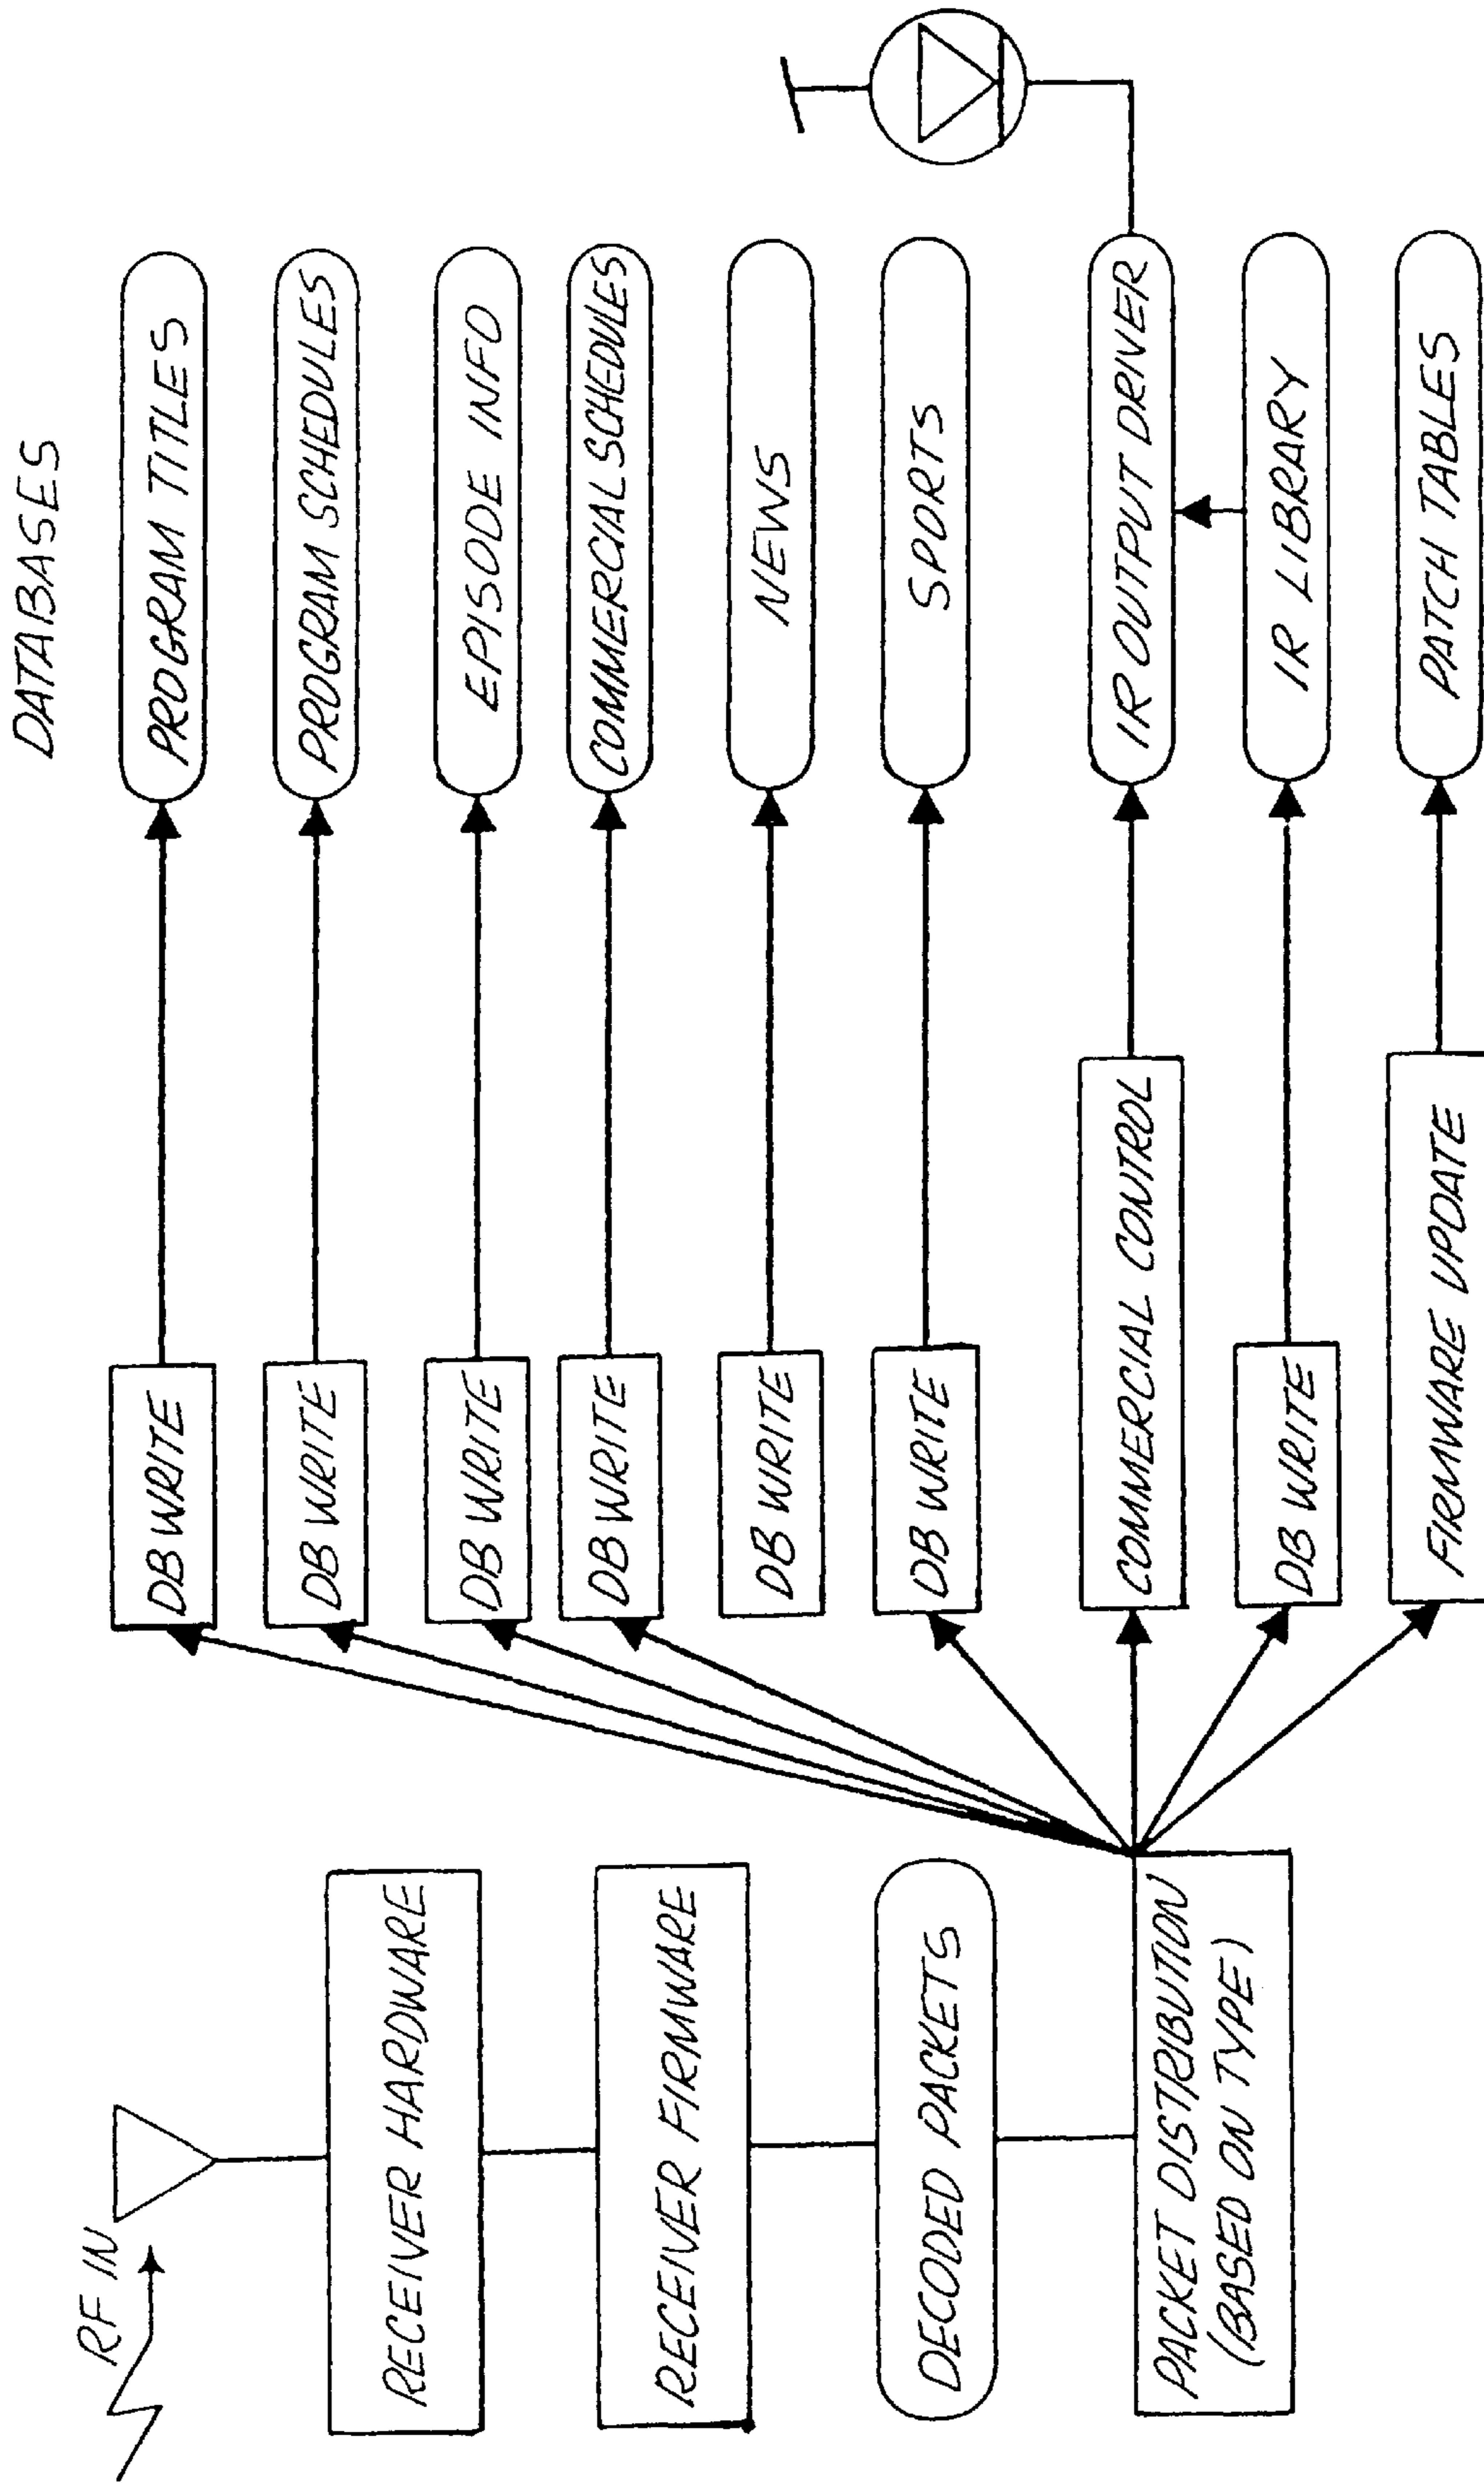 DATABASES
RF IN
RECEIVER HARDWARE
RECEIVER FIRMWARE
DECODED PACKETS
PACKET DISTRIBUTION
(BASED ON TYPE)
DB WRITE
PROGRAM TITLES
DB WRITE
PROGRAM SCHEDULES
DB WRITE
EPISODE INFO
DB WRITE
COMMERCIAL SCHEDULES
DB WRITE
NEWS
DB WRITE
SPORTS
COMMERCIAL CONTROL
IR OUTPUT DRIVER
DB WRITE
IR LIBRARY
FIRMWARE UPDATE
PATCH TABLES